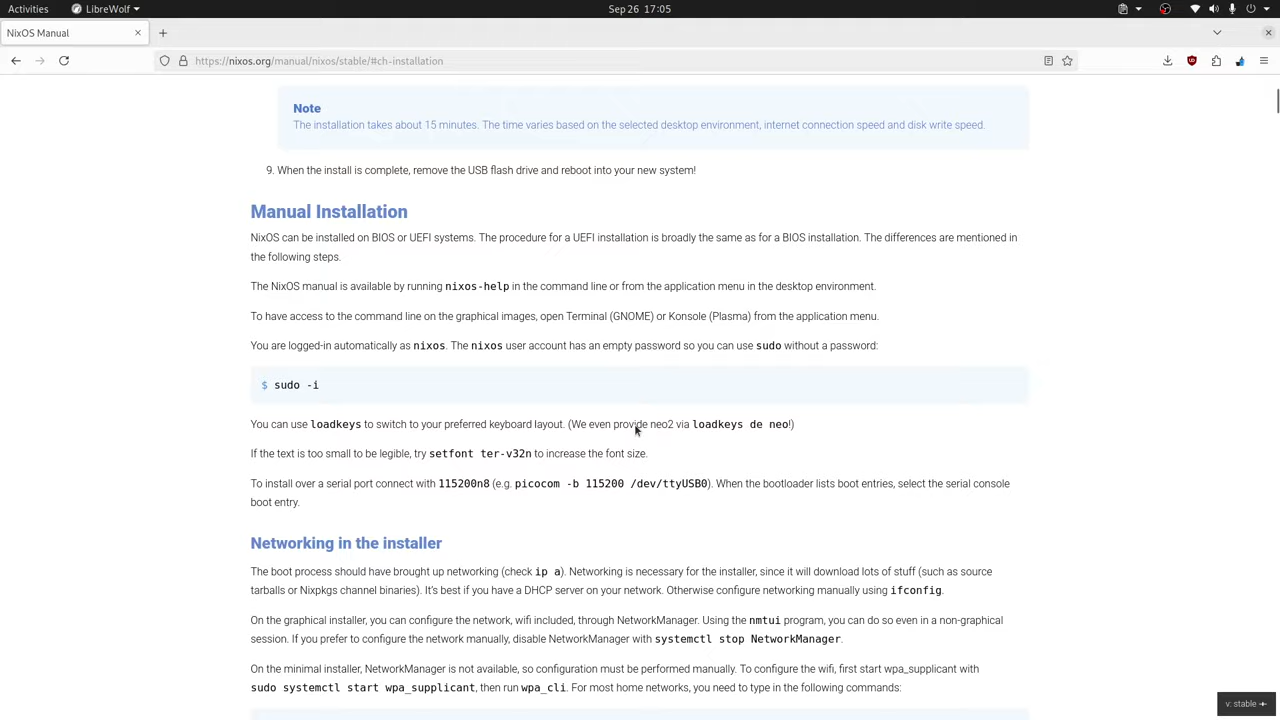 Activities
LibreWolf
Sep 26 17:05
NixOS Manual
https://nixos.org/manual/nixos/stable/#ch-installation
Note
The installation takes about 15 minutes. The time varies based on the selected desktop environment, internet connection speed and disk write speed.
9. When the install is complete, remove the USB flash drive and reboot into your new system!
Manual Installation
NixOS can be installed on BIOS or UEFI systems. The procedure for a UEFI installation is broadly the same as for a BIOS installation. The differences are mentioned in
the following steps.
The NixOS manual is available by running nixos-help in the command line or from the application menu in the desktop environment.
To have access to the command line on the graphical images, open Terminal (GNOME) or Konsole (Plasma) from the application menu.
You are logged-in automatically as nixos. The nixos user account has an empty password so you can use sudo without a password:
$ sudo -i
You can use loadkeys to switch to your preferred keyboard layout. (We even provide neo2 via loadkeys de neo!)
If the text is too small to be legible, try setfont ter-v32n to increase the font size.
To install over a serial port connect with 115200n8 (e.g. picocom -b 115200 /dev/ttyUSB0). When the bootloader lists boot entries, select the serial console
boot entry.
Networking in the installer
The boot process should have brought up networking (check ip a). Networking is necessary for the installer, since it will download lots of stuff (such as source
tarballs or Nixpkgs channel binaries). It's best if you have a DHCP server on your network. Otherwise configure networking manually using ifconfig.
On the graphical installer, you can configure the network, wifi included, through NetworkManager. Using the nmtui program, you can do so even in a non-graphical
session. If you prefer to configure the network manually, disable NetworkManager with systemctl stop NetworkManager.
On the minimal installer, NetworkManager is not available, so configuration must be performed manually. To configure the wifi, first start wpa_supplicant with
sudo systemctl start wpa_supplicant, then run wpa_cli. For most home networks, you need to type in the following commands:
v: stable